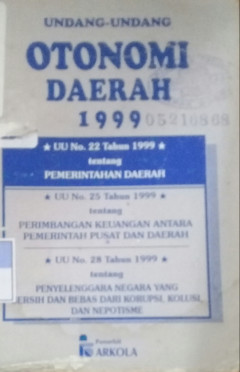 UNDANG-UNDANG
OTONOMI
DAERAH
1999
05216868
★ UU No. 22 Tahun 1999 ★
tentang
PEMERINTAHAN DAERAH
★ UU No. 25 Tahun 1999 ★
tentang
PERIMBANGAN KEUANGAN ANTARA
PEMERINTAH PUSAT DAN DAERAH
★ UU No. 28 Tahun 1999 ★
tentang
PENYELENGGARA NEGARA YANG
ERSIH DAN BEBAS DARI KORUPSI, KOLUSI,
DAN NEPOTISME
Penerbit
ARKOLA